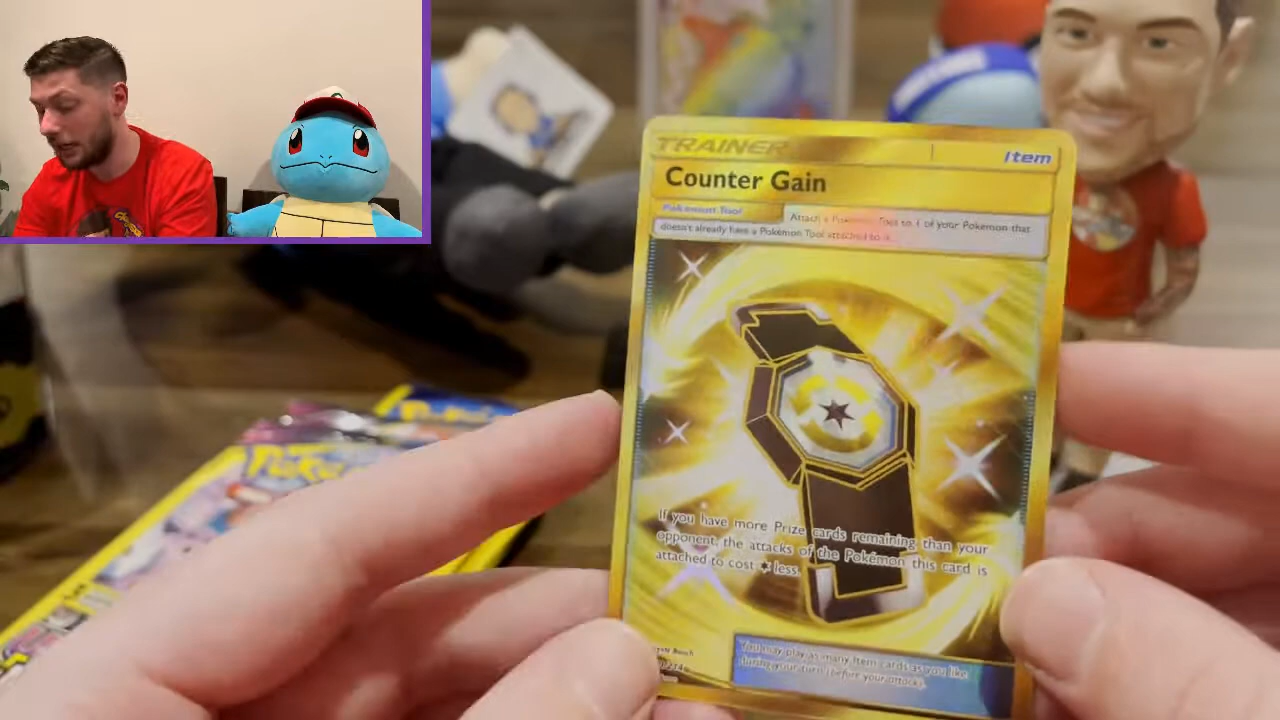 TRAINER
Item
Counter Gain
Pokémon Tool
Attach a Pokémon Tool to 1 of your Pokémon that
doesn't already have a Pokémon Tool attached to it.
If you have more Prize cards remaining than your
opponent, the attacks of the Pokémon this card is
attached to cost less.
You may play as many Item cards as you like
during your turn (before your attack).